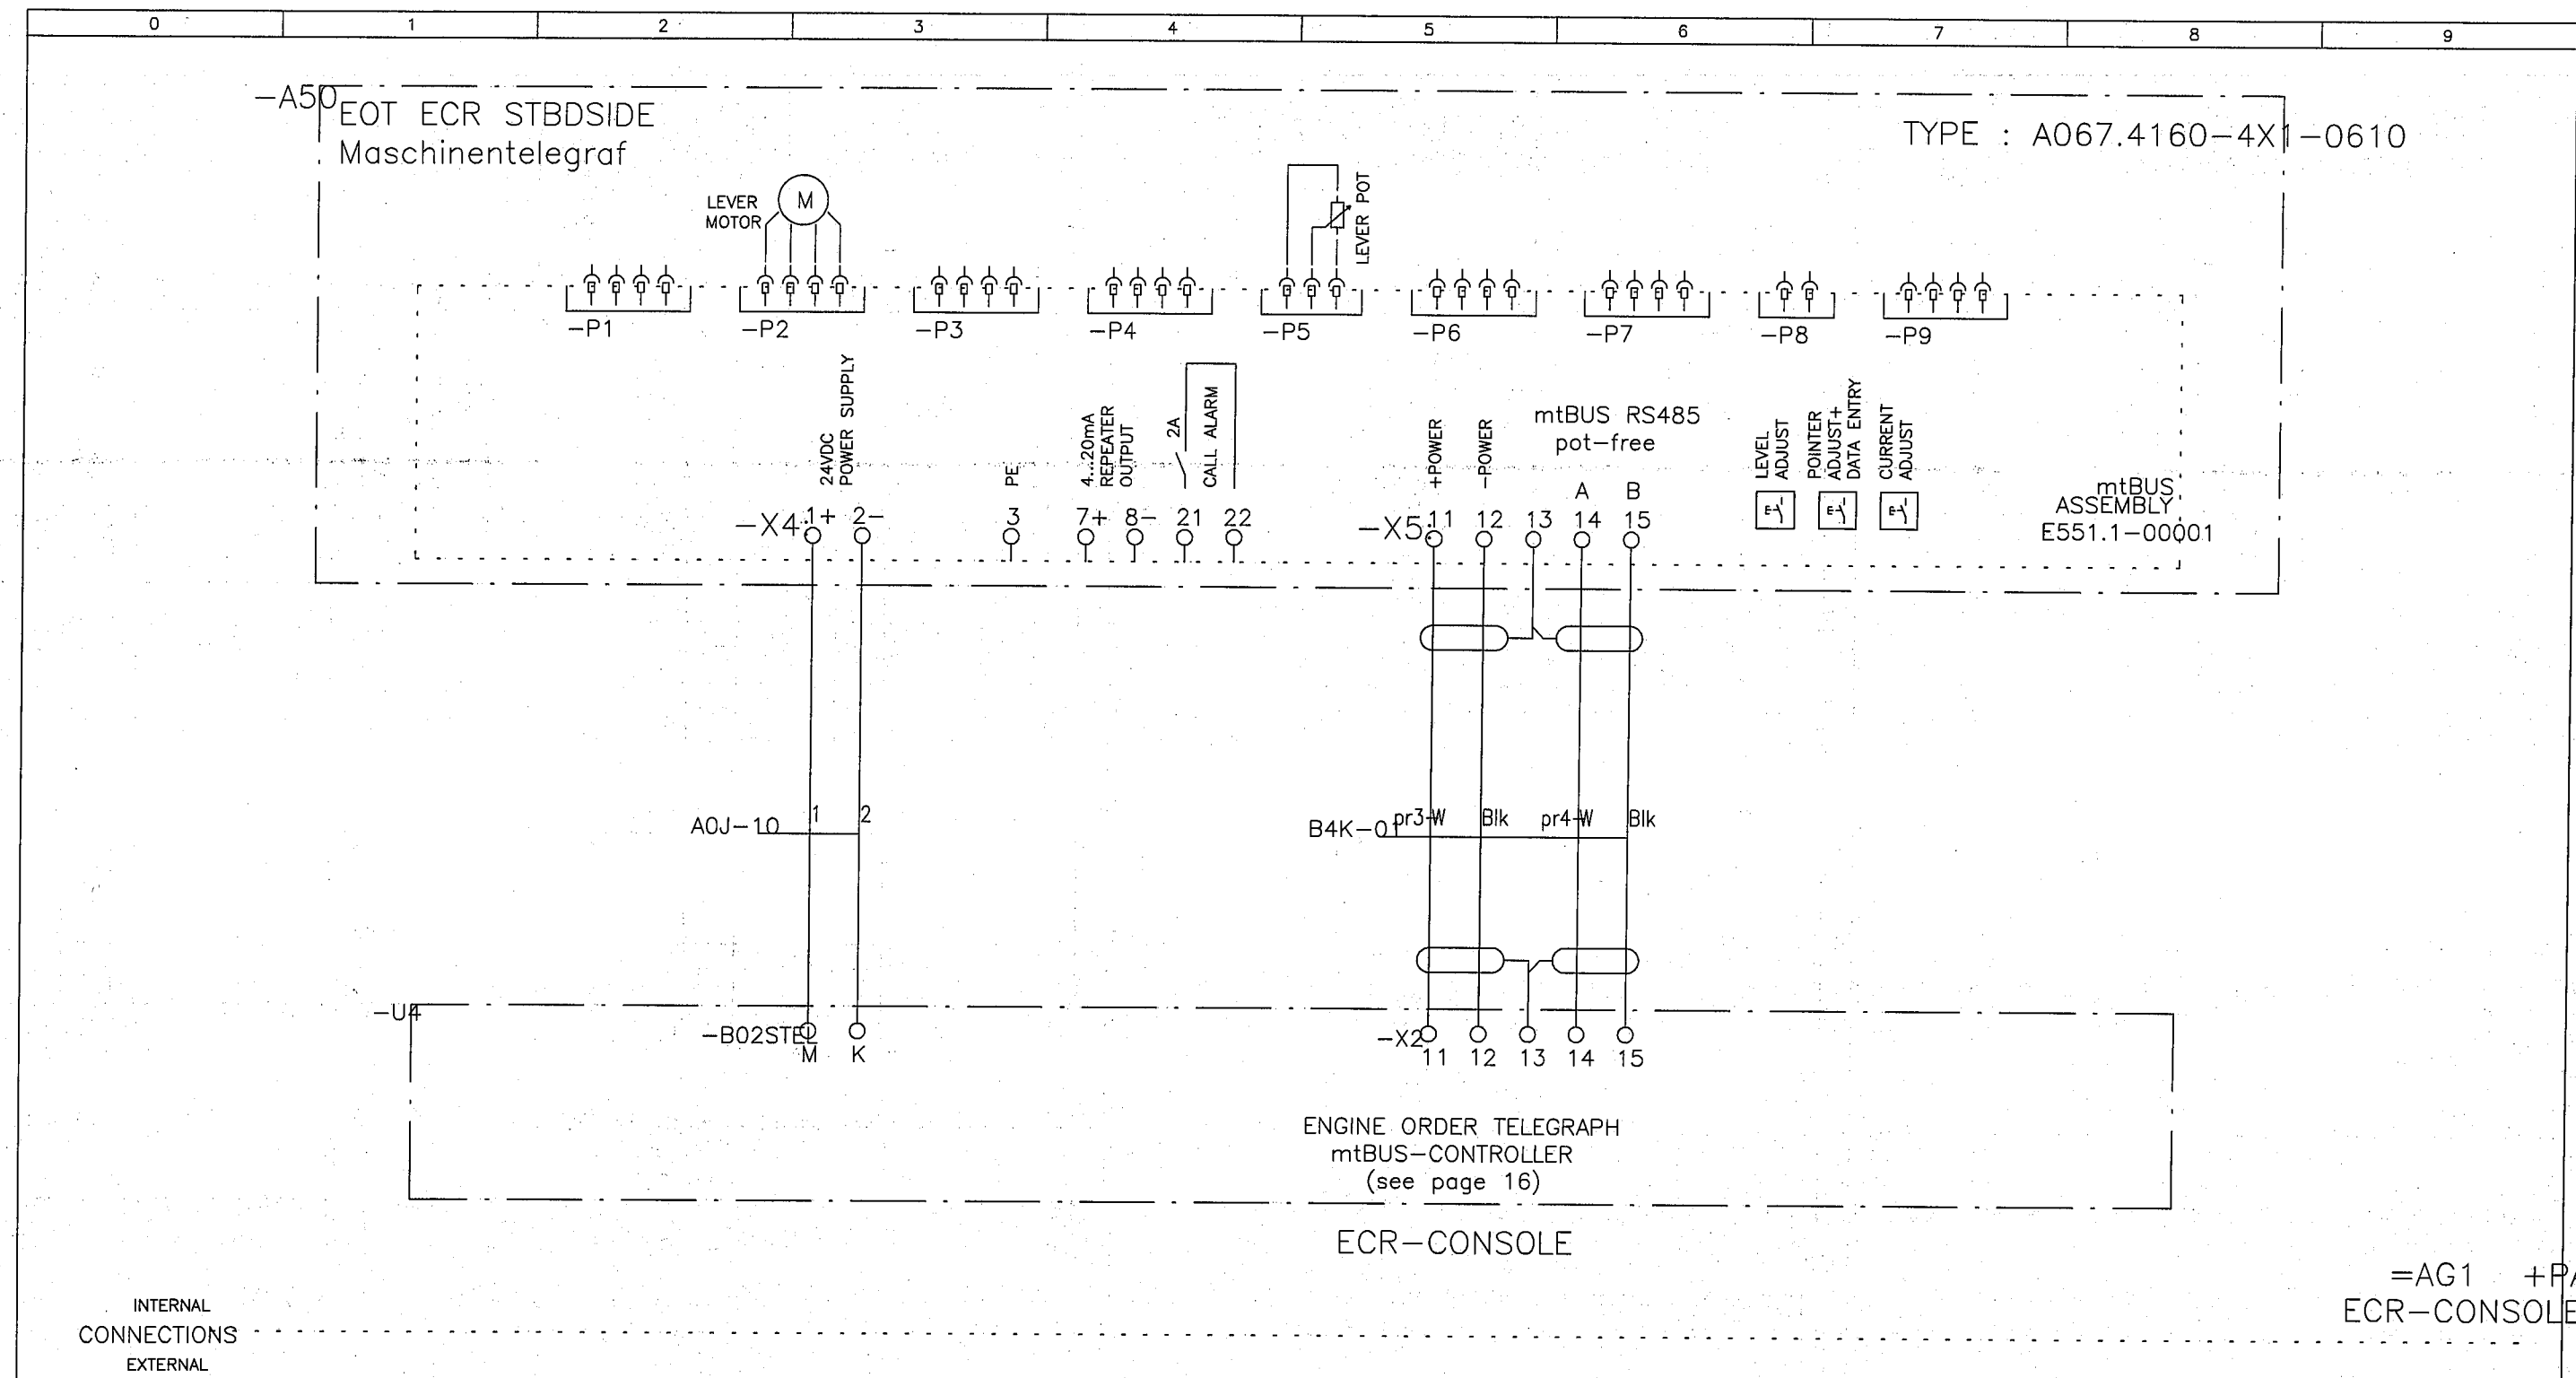 0 1 2 3 4 5 6 7 8 9
-A50
EOT ECR STBDSIDE
Maschinentelegraf
TYPE : A067.4160-4X1-0610
LEVER
MOTOR
M
LEVER POT
-P1 -P2 -P3 -P4 -P5 -P6 -P7 -P8 -P9
24VDC
POWER SUPPLY
PE
4...20mA
REPEATER
OUTPUT
2A
CALL ALARM
+POWER
-POWER
mtBUS RS485
pot-free
A B
LEVEL
ADJUST
POINTER
ADJUST+
DATA ENTRY
CURRENT
ADJUST
mtBUS
ASSEMBLY
E551.1-00001
-X4: 1+ 2- 3 7+ 8- 21 22
-X5: 11 12 13 14 15
A0J-10 1 2
B4K-01 pr3-W Blk pr4-W Blk
-U4
-B02STEL
M K
-X2
11 12 13 14 15
ENGINE ORDER TELEGRAPH
mtBUS-CONTROLLER
(see page 16)
ECR-CONSOLE
=AG1 +PA
ECR-CONSOLE
INTERNAL
CONNECTIONS
EXTERNAL